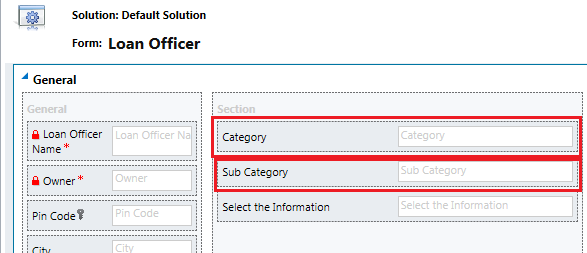 Solution: Default Solution
Form: Loan Officer
General
General
Loan Officer Name * Loan Officer Na
Owner * Owner
Pin Code Pin Code
City City
Section
Category Category
Sub Category Sub Category
Select the Information Select the Information